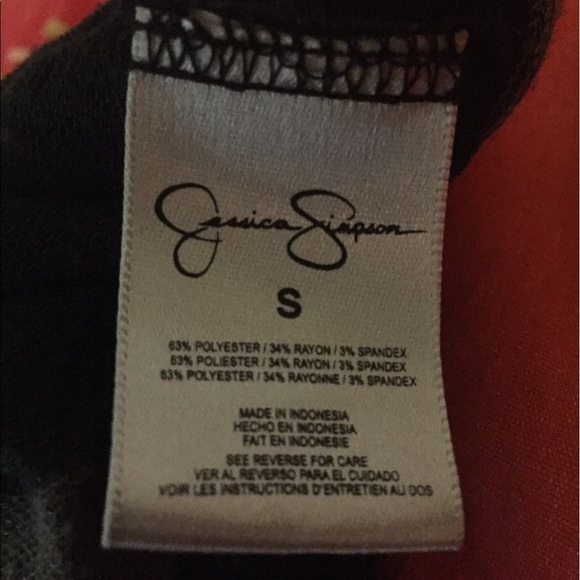 Jessica Simpson
S
63% POLYESTER / 34% RAYON / 3% SPANDEX
63% POLIESTER / 34% RAYON / 3% SPANDEX
63% POLYESTER / 34% RAYONNE / 3% SPANDEX
MADE IN INDONESIA
HECHO EN INDONESIA
FAIT EN INDONESIE
SEE REVERSE FOR CARE
VER AL REVERSO PARA EL CUIDADO
VOIR LES INSTRUCTIONS D'ENTRETIEN AU DOS